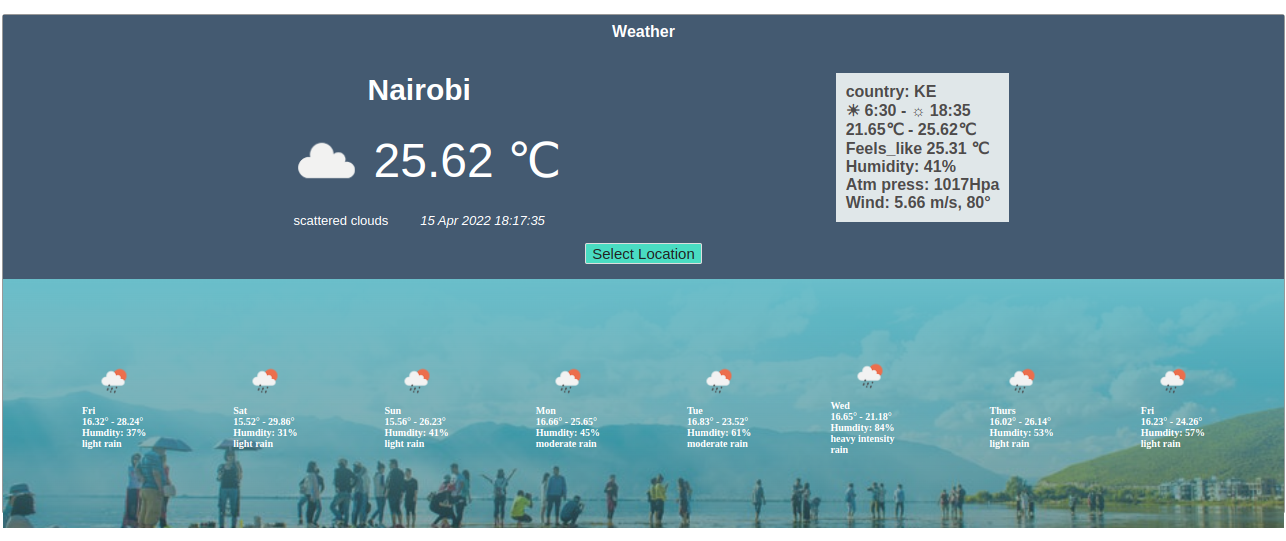 Weather
Nairobi
25.62 ℃
scattered clouds 15 Apr 2022 18:17:35
country: KE
☀ 6:30 - ☼ 18:35
21.65℃ - 25.62℃
Feels_like 25.31 ℃
Humidity: 41%
Atm press: 1017Hpa
Wind: 5.66 m/s, 80°
Select Location
Fri
16.32° - 28.24°
Humdity: 37%
light rain
Sat
15.52° - 29.86°
Humdity: 31%
light rain
Sun
15.56° - 26.23°
Humdity: 41%
light rain
Mon
16.66° - 25.65°
Humdity: 45%
moderate rain
Tue
16.83° - 23.52°
Humdity: 61%
moderate rain
Wed
16.65° - 21.18°
Humdity: 84%
heavy intensity
rain
Thurs
16.02° - 26.14°
Humdity: 53%
light rain
Fri
16.23° - 24.26°
Humdity: 57%
light rain